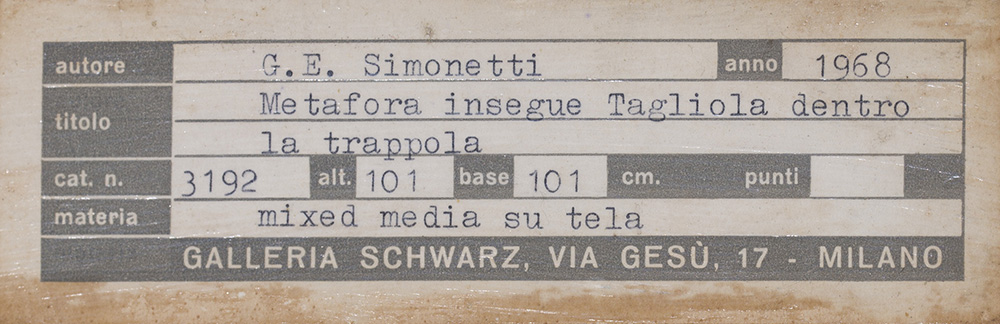 autore G.E. Simonetti anno 1968
titolo Metafora insegue Tagliola dentro
la trappola
cat. n. 3192 alt. 101 base 101 cm. punti
materia mixed media su tela
GALLERIA SCHWARZ, VIA GESÙ, 17 - MILANO